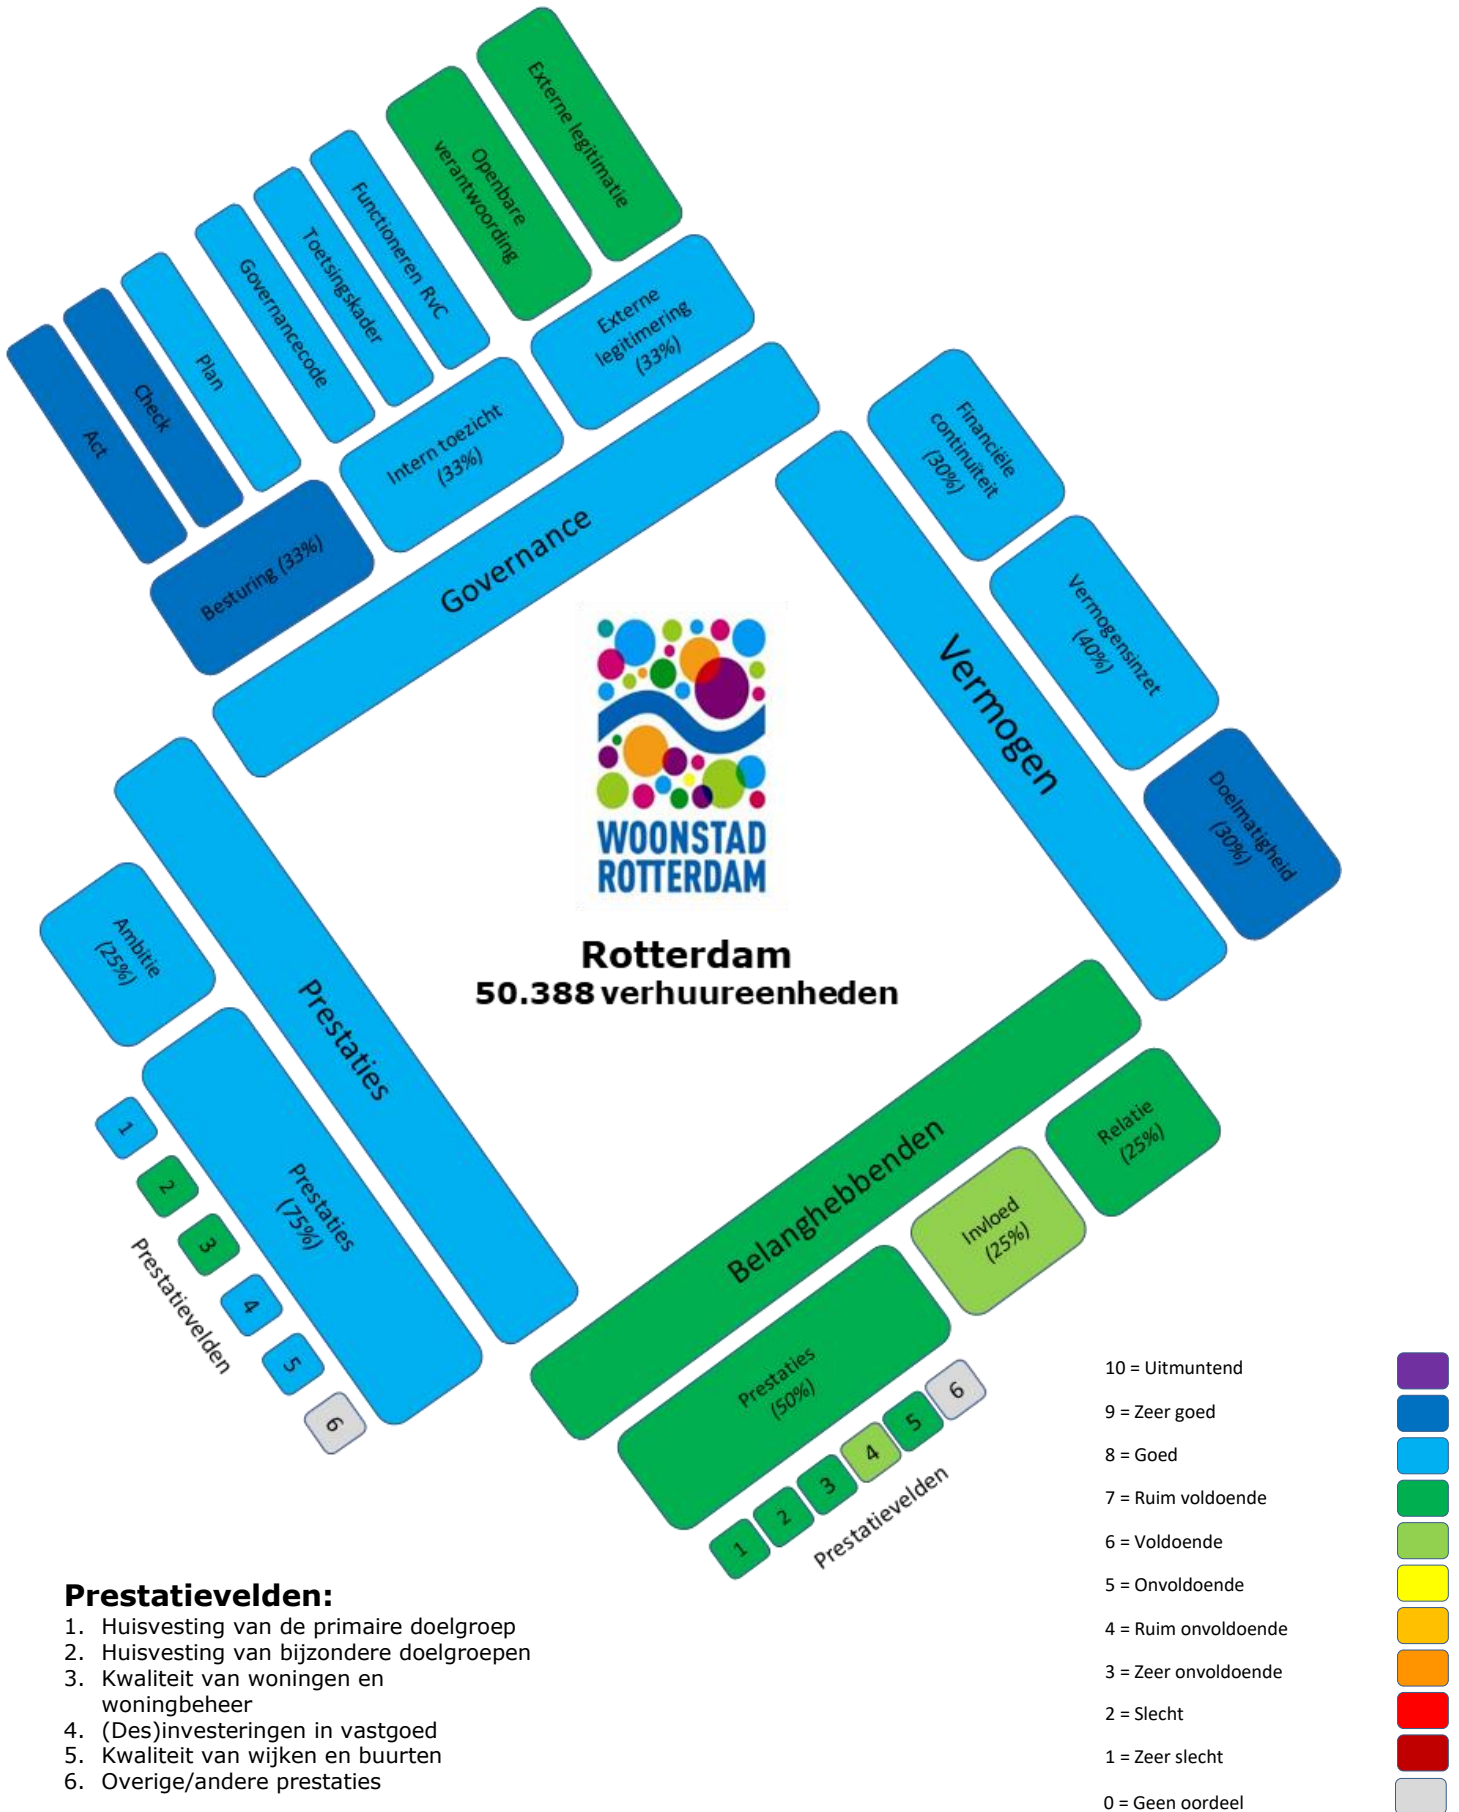 Externe legitimatie
Openbare
verantwoording
Functioneren RvC
Toetsingskader
Governancecode
Plan
Check
Act
Externe
legitimering
(33%)
Intern toezicht
(33%)
Besturing (33%)
Governance
Financiële
continuïteit
(30%)
Vermogensinzet
(40%)
Doelmatigheid
(30%)
Vermogen
WOONSTAD
ROTTERDAM
Rotterdam
50.388 verhuureenheden
Ambitie
(25%)
Prestaties
Prestaties
(75%)
1
2
3
4
5
6
Prestatievelden
Belanghebbenden
Relatie
(25%)
Invloed
(25%)
Prestaties
(50%)
1
2
3
4
5
6
Prestatievelden
10 = Uitmuntend
9 = Zeer goed
8 = Goed
7 = Ruim voldoende
6 = Voldoende
5 = Onvoldoende
4 = Ruim onvoldoende
3 = Zeer onvoldoende
2 = Slecht
1 = Zeer slecht
0 = Geen oordeel
Prestatievelden:
1. Huisvesting van de primaire doelgroep
2. Huisvesting van bijzondere doelgroepen
3. Kwaliteit van woningen en
woningbeheer
4. (Des)investeringen in vastgoed
5. Kwaliteit van wijken en buurten
6. Overige/andere prestaties